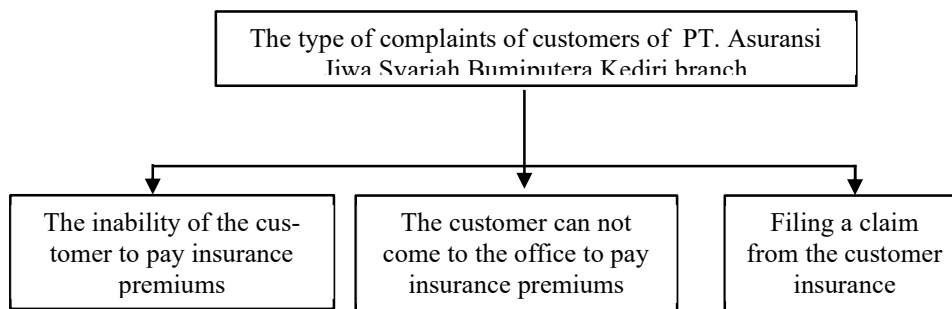 The type of complaints of customers of PT. Asuransi
Jiwa Syariah Bumiputera Kediri branch
The inability of the cus-
tomer to pay insurance
premiums
The customer can not
come to the office to pay
insurance premiums
Filing a claim
from the customer
insurance